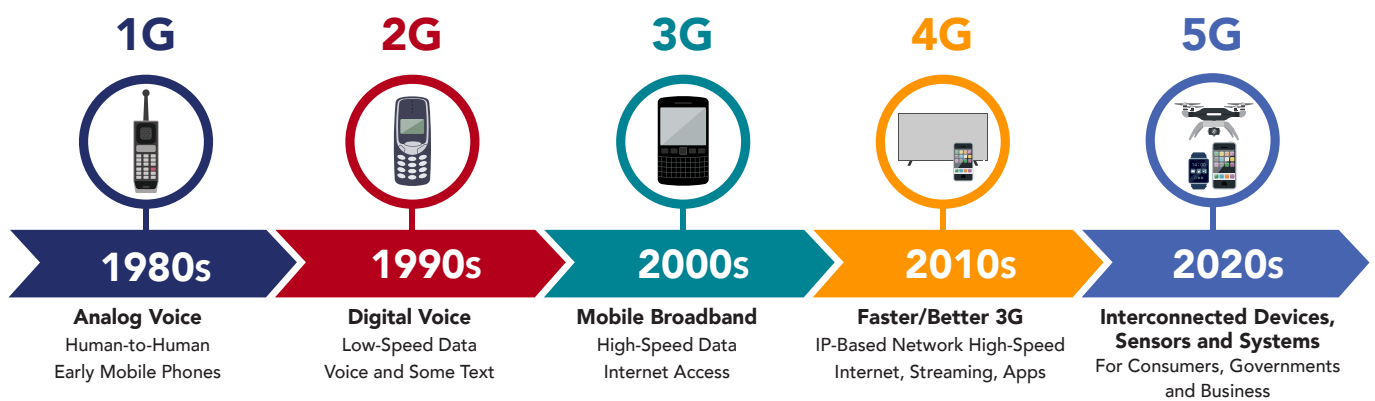 1G
2G
3G
4G
5G
1980s
1990s
2000s
2010s
2020s
Analog Voice
Human-to-Human
Early Mobile Phones
Digital Voice
Low-Speed Data
Voice and Some Text
Mobile Broadband
High-Speed Data
Internet Access
Faster/Better 3G
IP-Based Network High-Speed
Internet, Streaming, Apps
Interconnected Devices,
Sensors and Systems
For Consumers, Governments
and Business